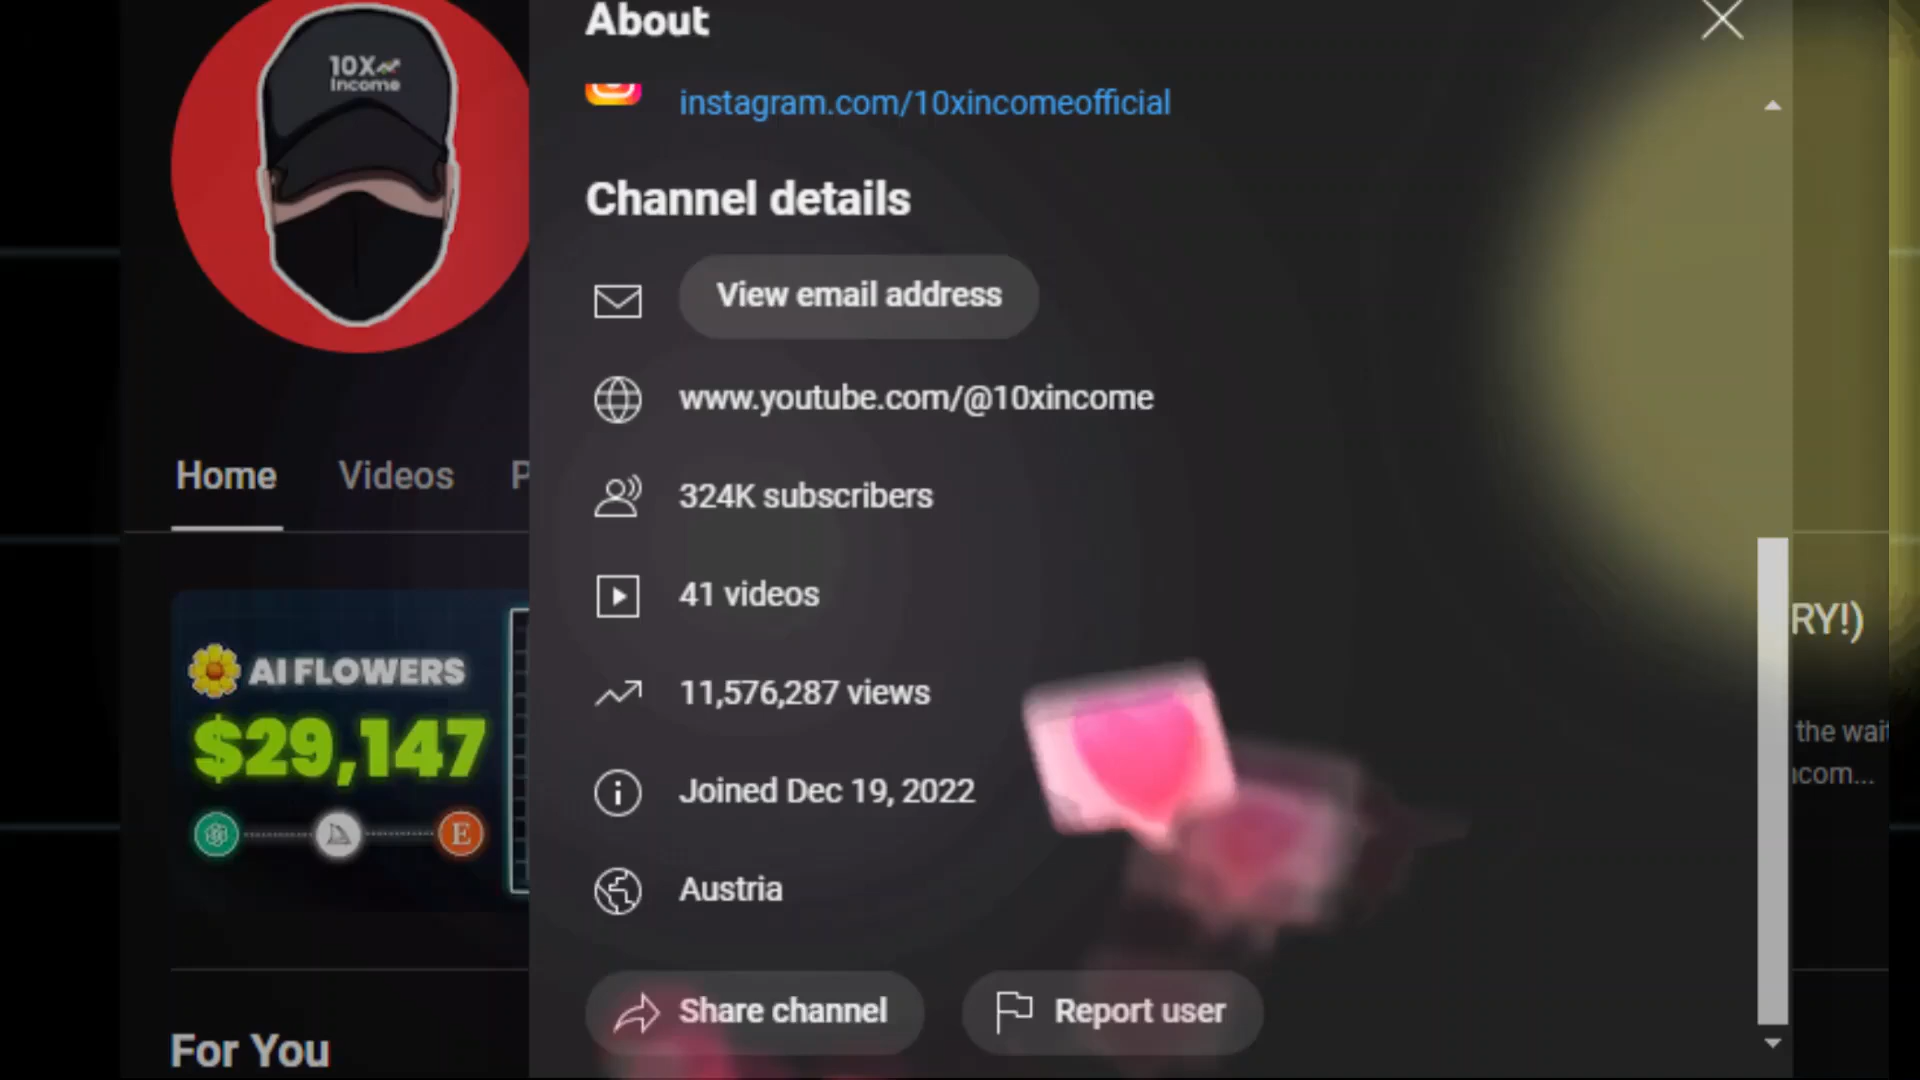 10X
Income
About
instagram.com/10xincomeofficial
Channel details
View email address
www.youtube.com/@10xincome
324K subscribers
41 videos
11,576,287 views
Joined Dec 19, 2022
Austria
Share channel
Report user
Home
Videos
P
AI FLOWERS
$29,147
E
For You
RY!)
the wait
com...